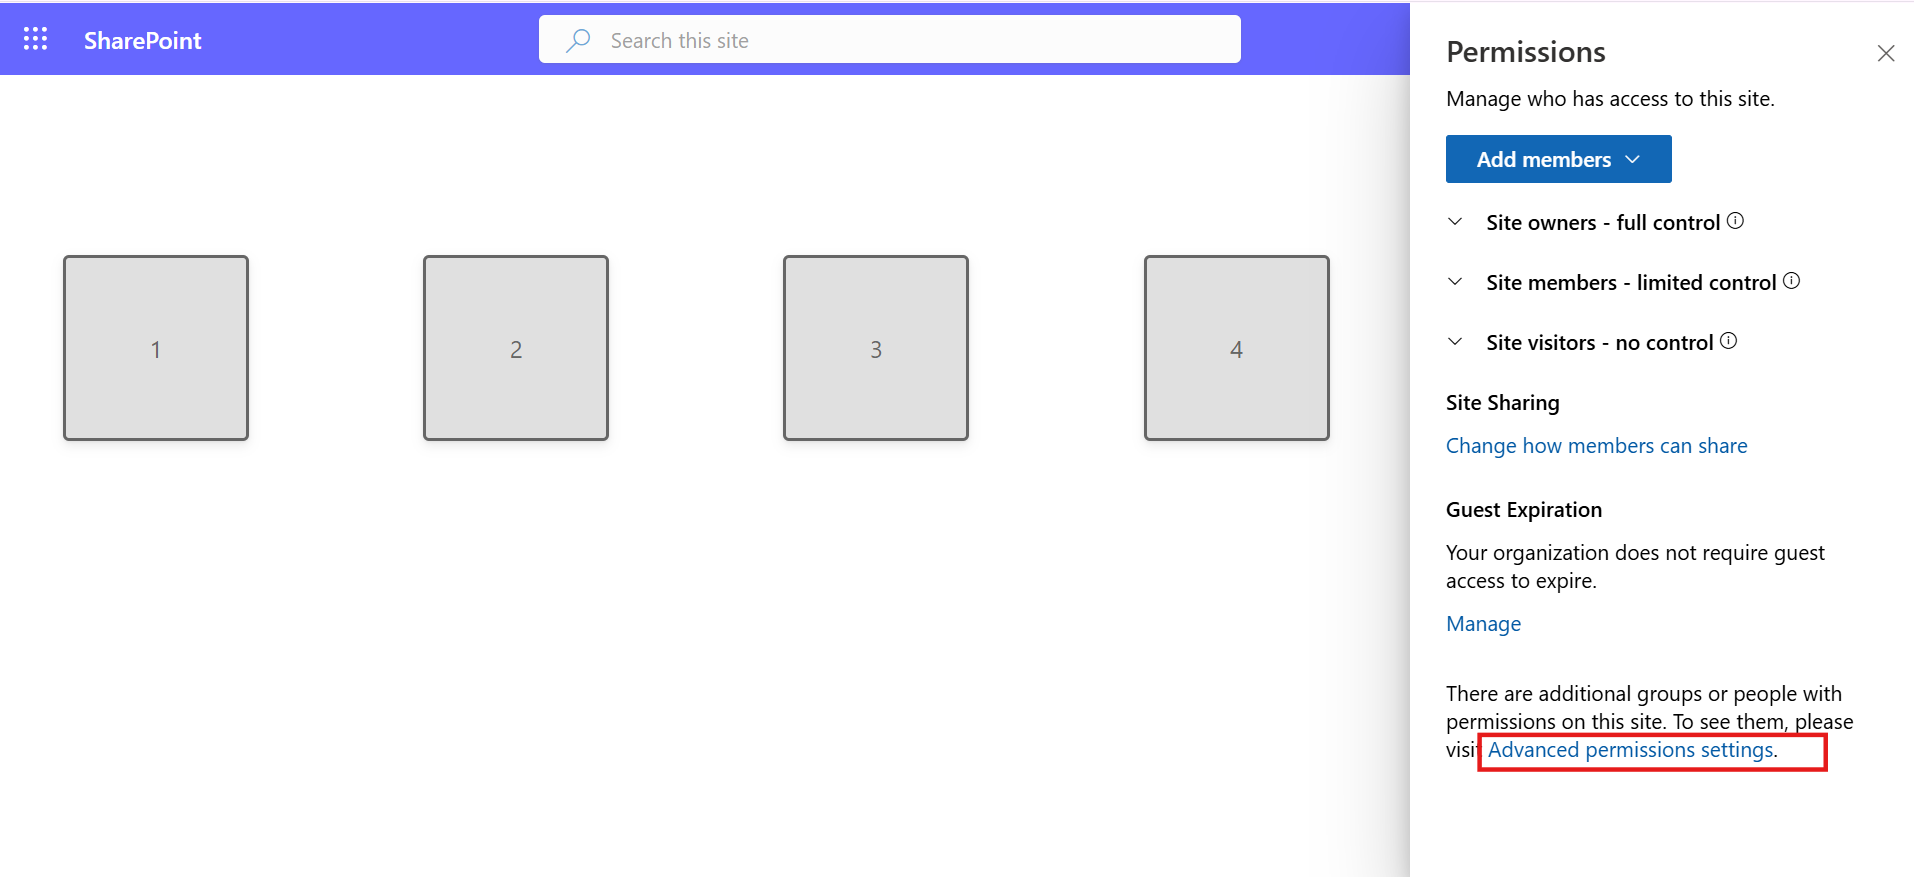 SharePoint
Search this site
1
2
3
4
Permissions
Manage who has access to this site.
Add members
Site owners - full control
Site members - limited control
Site visitors - no control
Site Sharing
Change how members can share
Guest Expiration
Your organization does not require guest
access to expire.
Manage
There are additional groups or people with
permissions on this site. To see them, please
visit Advanced permissions settings.